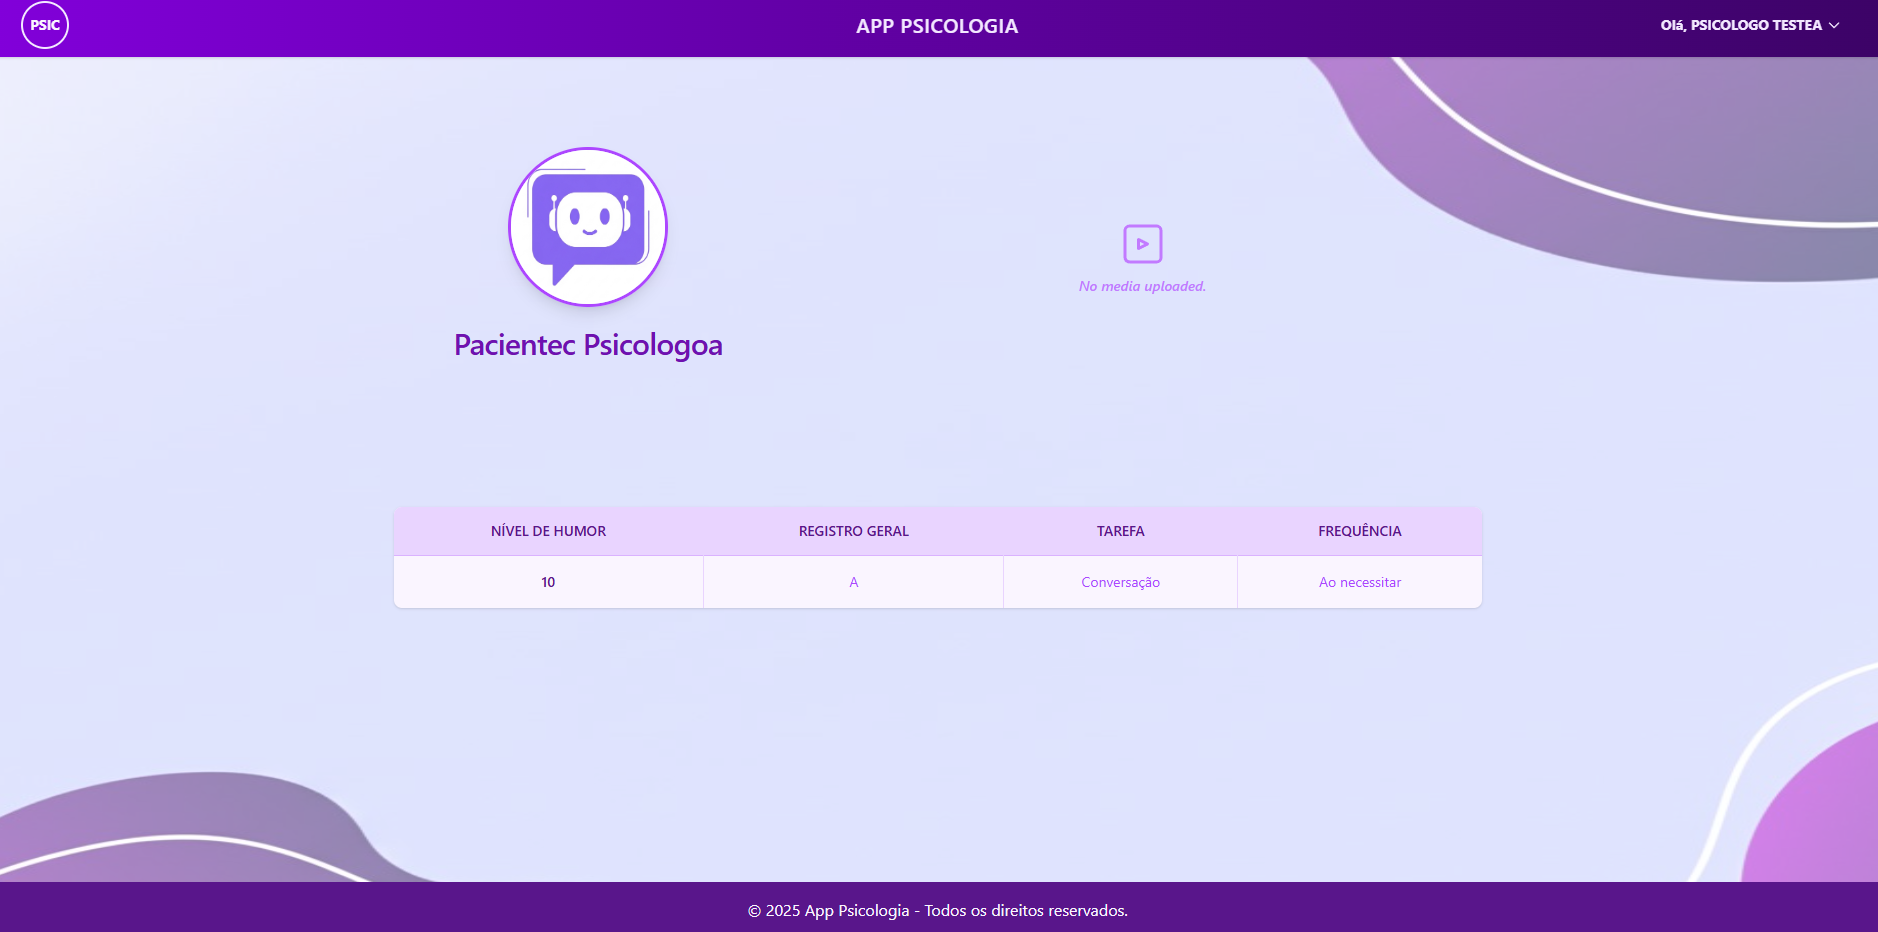 PSIC
APP PSICOLOGIA
Olá, PSICOLOGO TESTEA
No media uploaded.
Pacientec Psicologoa
NÍVEL DE HUMOR REGISTRO GERAL TAREFA FREQUÊNCIA
10 A Conversação Ao necessitar
© 2025 App Psicologia - Todos os direitos reservados.